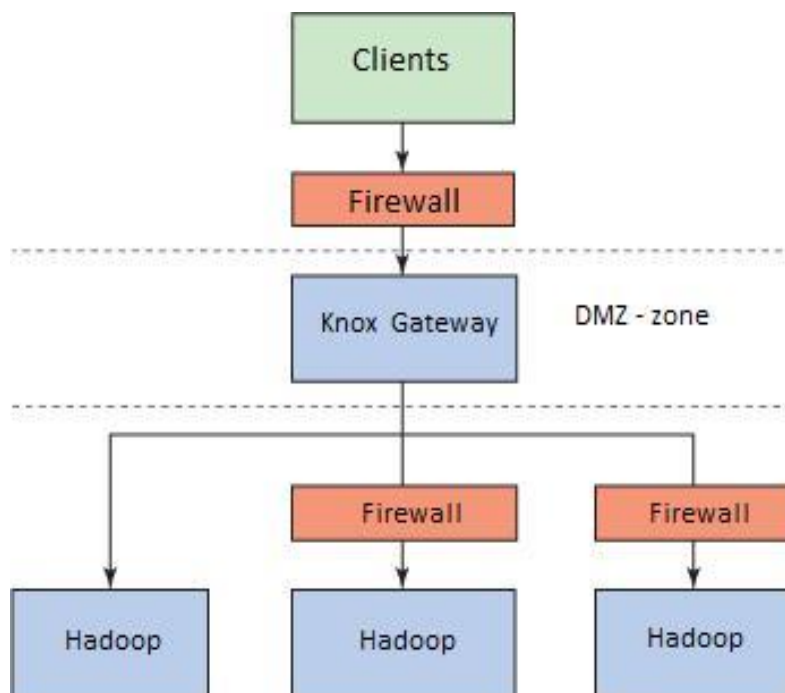 Clients
Firewall
Knox Gateway
DMZ - zone
Firewall
Firewall
Hadoop
Hadoop
Hadoop